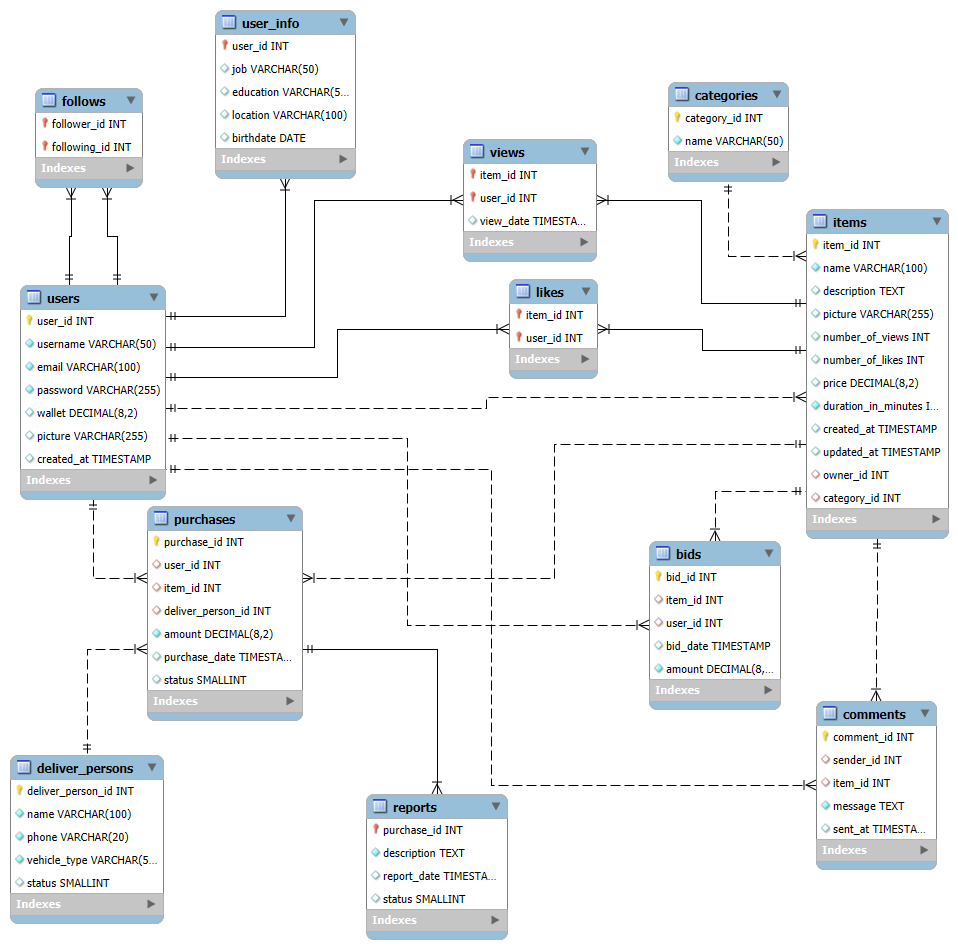 user_info
user_id INT
job VARCHAR(50)
education VARCHAR(5...
location VARCHAR(100)
birthdate DATE
Indexes
follows
follower_id INT
following_id INT
Indexes
categories
category_id INT
name VARCHAR(50)
Indexes
views
item_id INT
user_id INT
view_date TIMESTA...
Indexes
items
item_id INT
name VARCHAR(100)
description TEXT
picture VARCHAR(255)
number_of_views INT
number_of_likes INT
price DECIMAL(8,2)
duration_in_minutes I...
created_at TIMESTAMP
updated_at TIMESTAMP
owner_id INT
category_id INT
Indexes
likes
item_id INT
user_id INT
Indexes
users
user_id INT
username VARCHAR(50)
email VARCHAR(100)
password VARCHAR(255)
wallet DECIMAL(8,2)
picture VARCHAR(255)
created_at TIMESTAMP
Indexes
purchases
purchase_id INT
user_id INT
item_id INT
deliver_person_id INT
amount DECIMAL(8,2)
purchase_date TIMESTA...
status SMALLINT
Indexes
bids
bid_id INT
item_id INT
user_id INT
bid_date TIMESTAMP
amount DECIMAL(8,...
Indexes
comments
comment_id INT
sender_id INT
item_id INT
message TEXT
sent_at TIMESTA...
Indexes
deliver_persons
deliver_person_id INT
name VARCHAR(100)
phone VARCHAR(20)
vehicle_type VARCHAR(5...
status SMALLINT
Indexes
reports
purchase_id INT
description TEXT
report_date TIMESTA...
status SMALLINT
Indexes